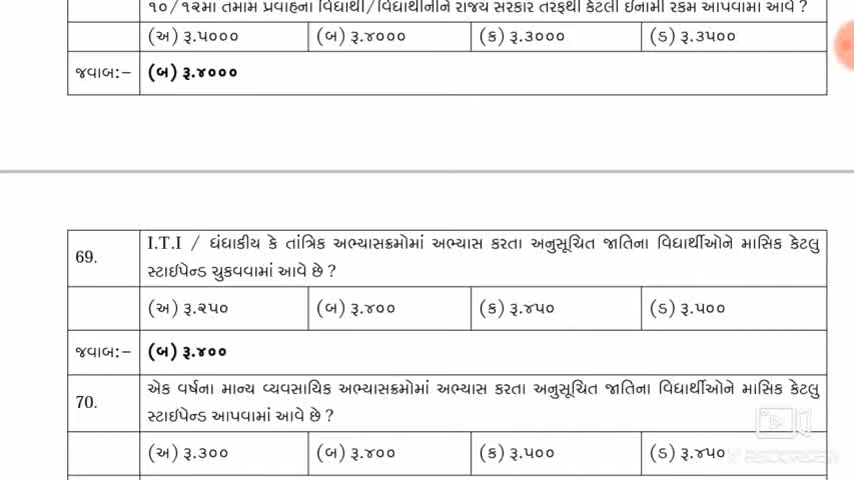 ૧૦/૧૨માં તમામ પ્રવાહના વિદ્યાર્થી/વિદ્યાર્થીનીને રાજ્ય સરકાર તરફથી કેટલી ઈનામી રકમ આપવામાં આવે ?
(અ) રૂ.૫૦૦૦ (બ) રૂ.૪૦૦૦ (ક) રૂ.૩૦૦૦ (ડ) રૂ.૩૫૦૦
જવાબ:– (બ) રૂ.૪૦૦૦
69. I.T.I / ધંધાકીય કે તાંત્રિક અભ્યાસક્રમોમાં અભ્યાસ કરતા અનુસૂચિત જાતિના વિદ્યાર્થીઓને માસિક કેટલુ
સ્ટાઈપેન્ડ ચુકવવામાં આવે છે ?
(અ) રૂ.૨૫૦ (બ) રૂ.૪૦૦ (ક) રૂ.૪૫૦ (ડ) રૂ.૫૦૦
જવાબ:– (બ) રૂ.૪૦૦
70. એક વર્ષના માન્ય વ્યવસાયિક અભ્યાસક્રમોમાં અભ્યાસ કરતા અનુસૂચિત જાતિના વિદ્યાર્થીઓને માસિક કેટલુ
સ્ટાઈપેન્ડ આપવામાં આવે છે ?
(અ) રૂ.૩૦૦ (બ) રૂ.૪૦૦ (ક) રૂ.૫૦૦ (ડ) રૂ.૪૫૦
RECORDER